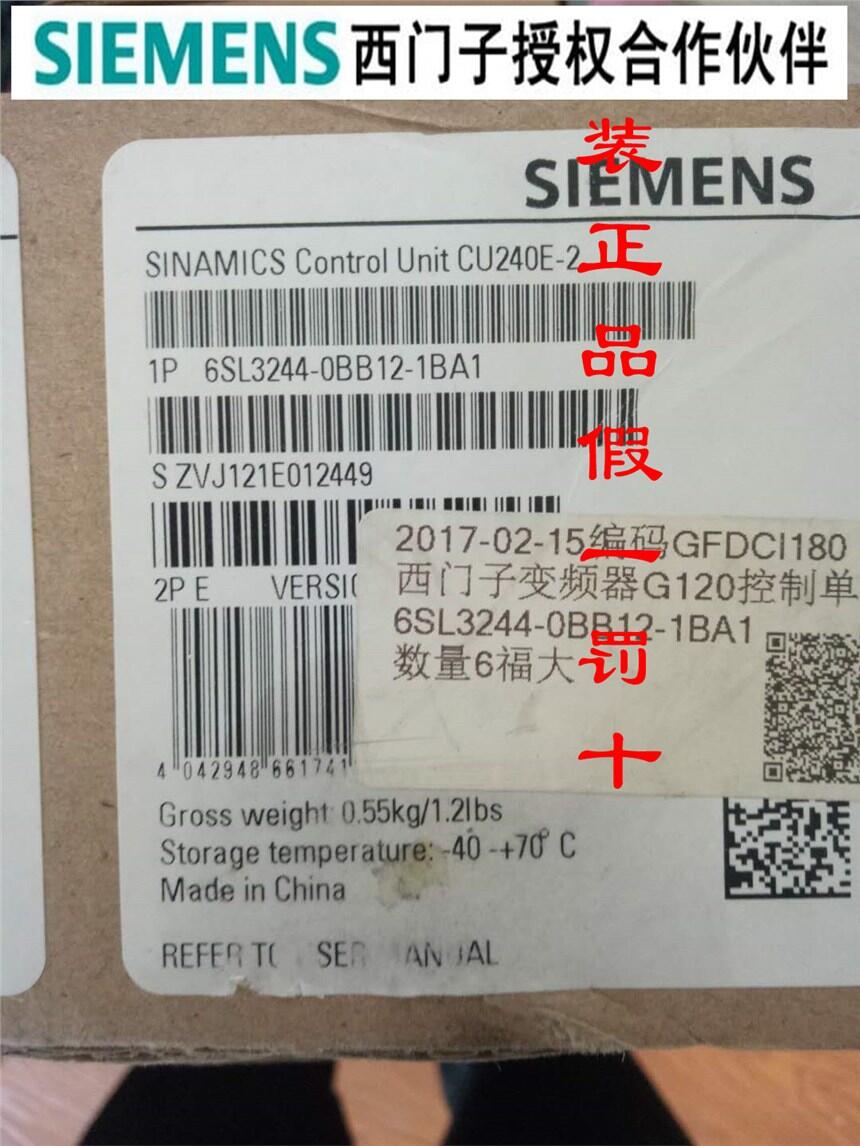 SIEMENS 西门子授权合作伙伴
SIEMENS
装正品假一罚十
SINAMICS Control Unit CU240E-2
1P 6SL3244-0BB12-1BA1
S ZVJ121E012449
2P E
2017-02-15编码GFDCI180
西门子变频器G120控制单
6SL3244-0BB12-1BA1
数量6福大
4 042948 661741
Gross weight: 0.55kg/1.2lbs
Storage temperature: -40 -+70° C
Made in China
REFER